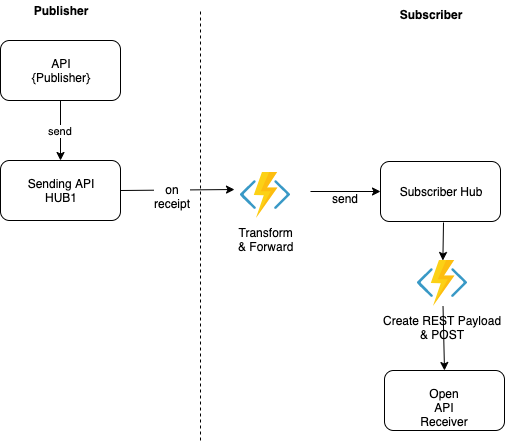 Publisher
Subscriber
API
{Publisher}
send
Sending API
HUB1
on
receipt
Transform
& Forward
send
Subscriber Hub
Create REST Payload
& POST
Open
API
Receiver